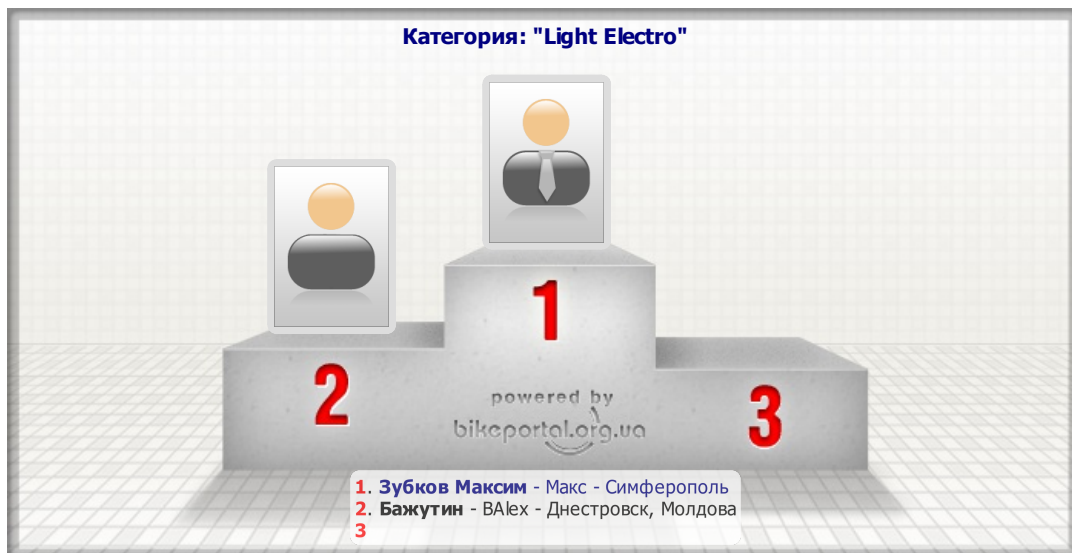 Категория: "Light Electro"
1
2
3
powered by
bikeportal.org.ua
1. Зубков Максим - Макс - Симферополь
2. Бажутин - BAlex - Днестровск, Молдова
3